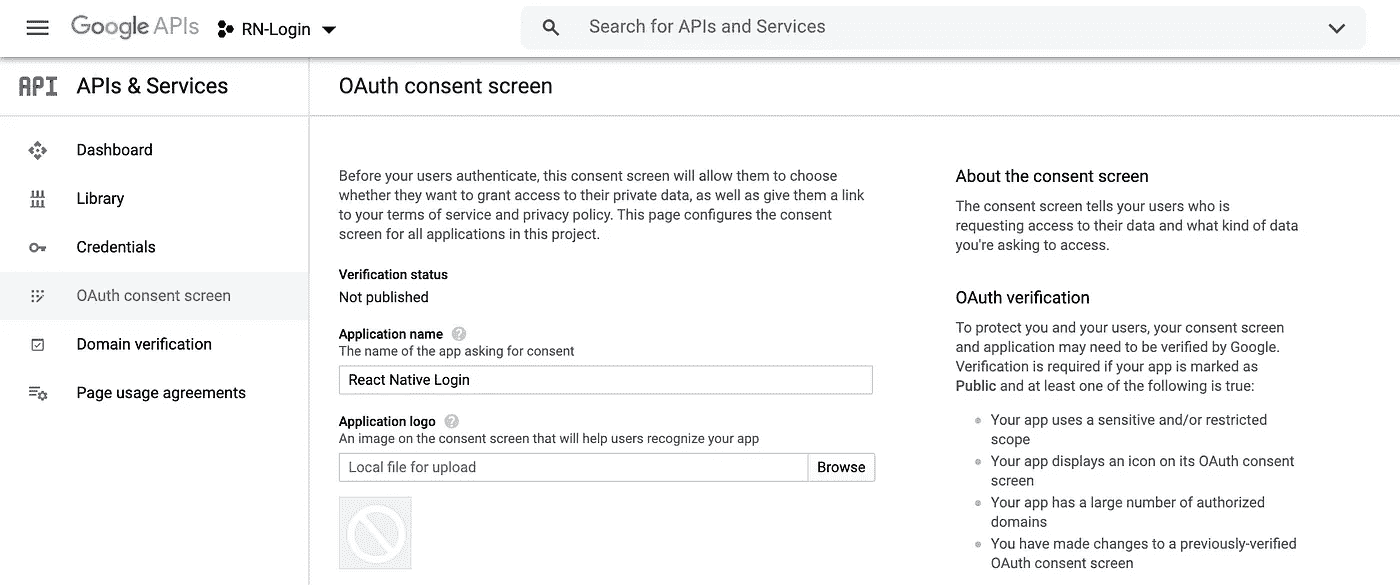 Google APIs RN-Login Search for APIs and Services
API APIs & Services
OAuth consent screen
Dashboard
Library
Credentials
OAuth consent screen
Domain verification
Page usage agreements
Before your users authenticate, this consent screen will allow them to choose
whether they want to grant access to their private data, as well as give them a link
to your terms of service and privacy policy. This page configures the consent
screen for all applications in this project.
Verification status
Not published
Application name ?
The name of the app asking for consent
React Native Login
Application logo ?
An image on the consent screen that will help users recognize your app
Local file for upload Browse
About the consent screen
The consent screen tells your users who is
requesting access to their data and what kind of data
you're asking to access.
OAuth verification
To protect you and your users, your consent screen
and application may need to be verified by Google.
Verification is required if your app is marked as
Public and at least one of the following is true:
Your app uses a sensitive and/or restricted
scope
Your app displays an icon on its OAuth consent
screen
Your app has a large number of authorized
domains
You have made changes to a previously-verified
OAuth consent screen